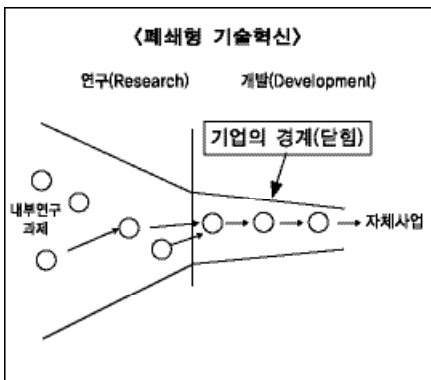 〈폐쇄형 기술혁신〉
연구(Research) 개발(Development)
기업의 경계(닫힘)
내부연구
과제
자체사업